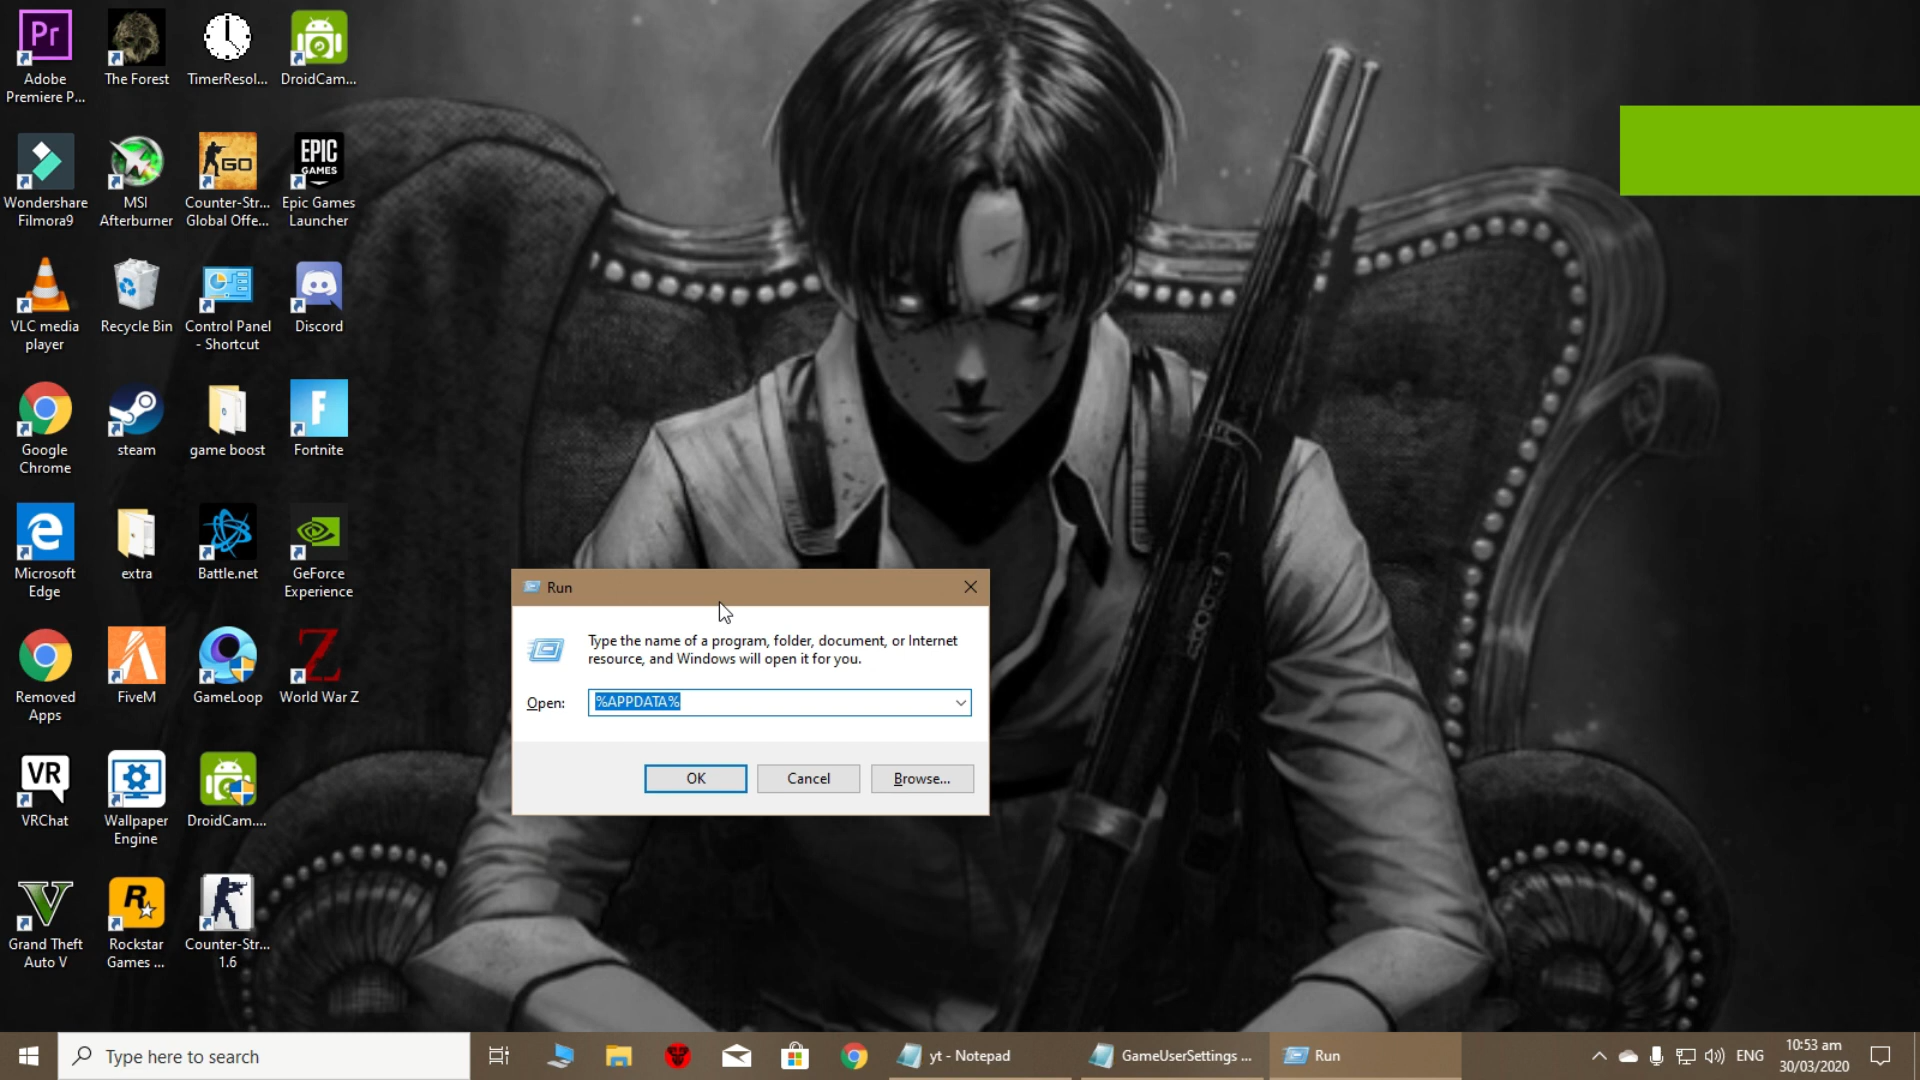 Pr
Adobe
Premiere P...
The Forest
TimerResol...
DroidCam...
Wondershare
Filmora9
MSI
Afterburner
GO
Counter-Str...
Global Offe...
EPIC
GAMES
Epic Games
Launcher
VLC media
player
Recycle Bin
Control Panel
- Shortcut
Discord
Google
Chrome
steam
game boost
F
Fortnite
Microsoft
Edge
extra
Battle.net
GeForce
Experience
Removed
Apps
FiveM
GameLoop
Z
World War Z
VR
VRChat
Wallpaper
Engine
DroidCam....
V
Grand Theft
Auto V
R
Rockstar
Games ...
Counter-Str...
1.6
Run
Type the name of a program, folder, document, or Internet
resource, and Windows will open it for you.
Open:
%APPDATA%
OK
Cancel
Browse...
Type here to search
yt - Notepad
GameUserSettings ...
Run
ENG
10:53 am
30/03/2020